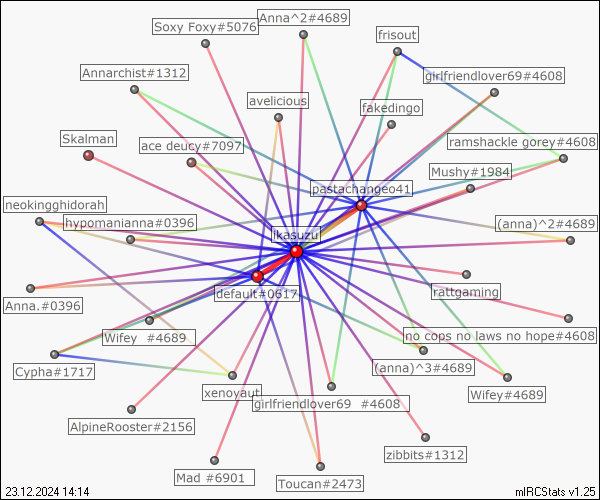 Anna^2#4689
Soxy Foxy#5076
frisout
girlfriendlover69#4608
Annarchist#1312
avelicious
fakedingo
Skalman
ace deucy#7097
ramshackle gorey#4608
Mushy#1984
pastachangeo41
neokingghidorah
hypomanianna#0396
(anna)^2#4689
ikasuzu
rattgaming
default#0617
Anna.#0396
Wifey  #4689
no cops no laws no hope#4608
Cypha#1717
(anna)^3#4689
xenoyaut
girlfriendlover69  #4608
Wifey#4689
AlpineRooster#2156
zibbits#1312
Mad #6901
Toucan#2473
23.12.2024 14:14
mIRCStats v1.25